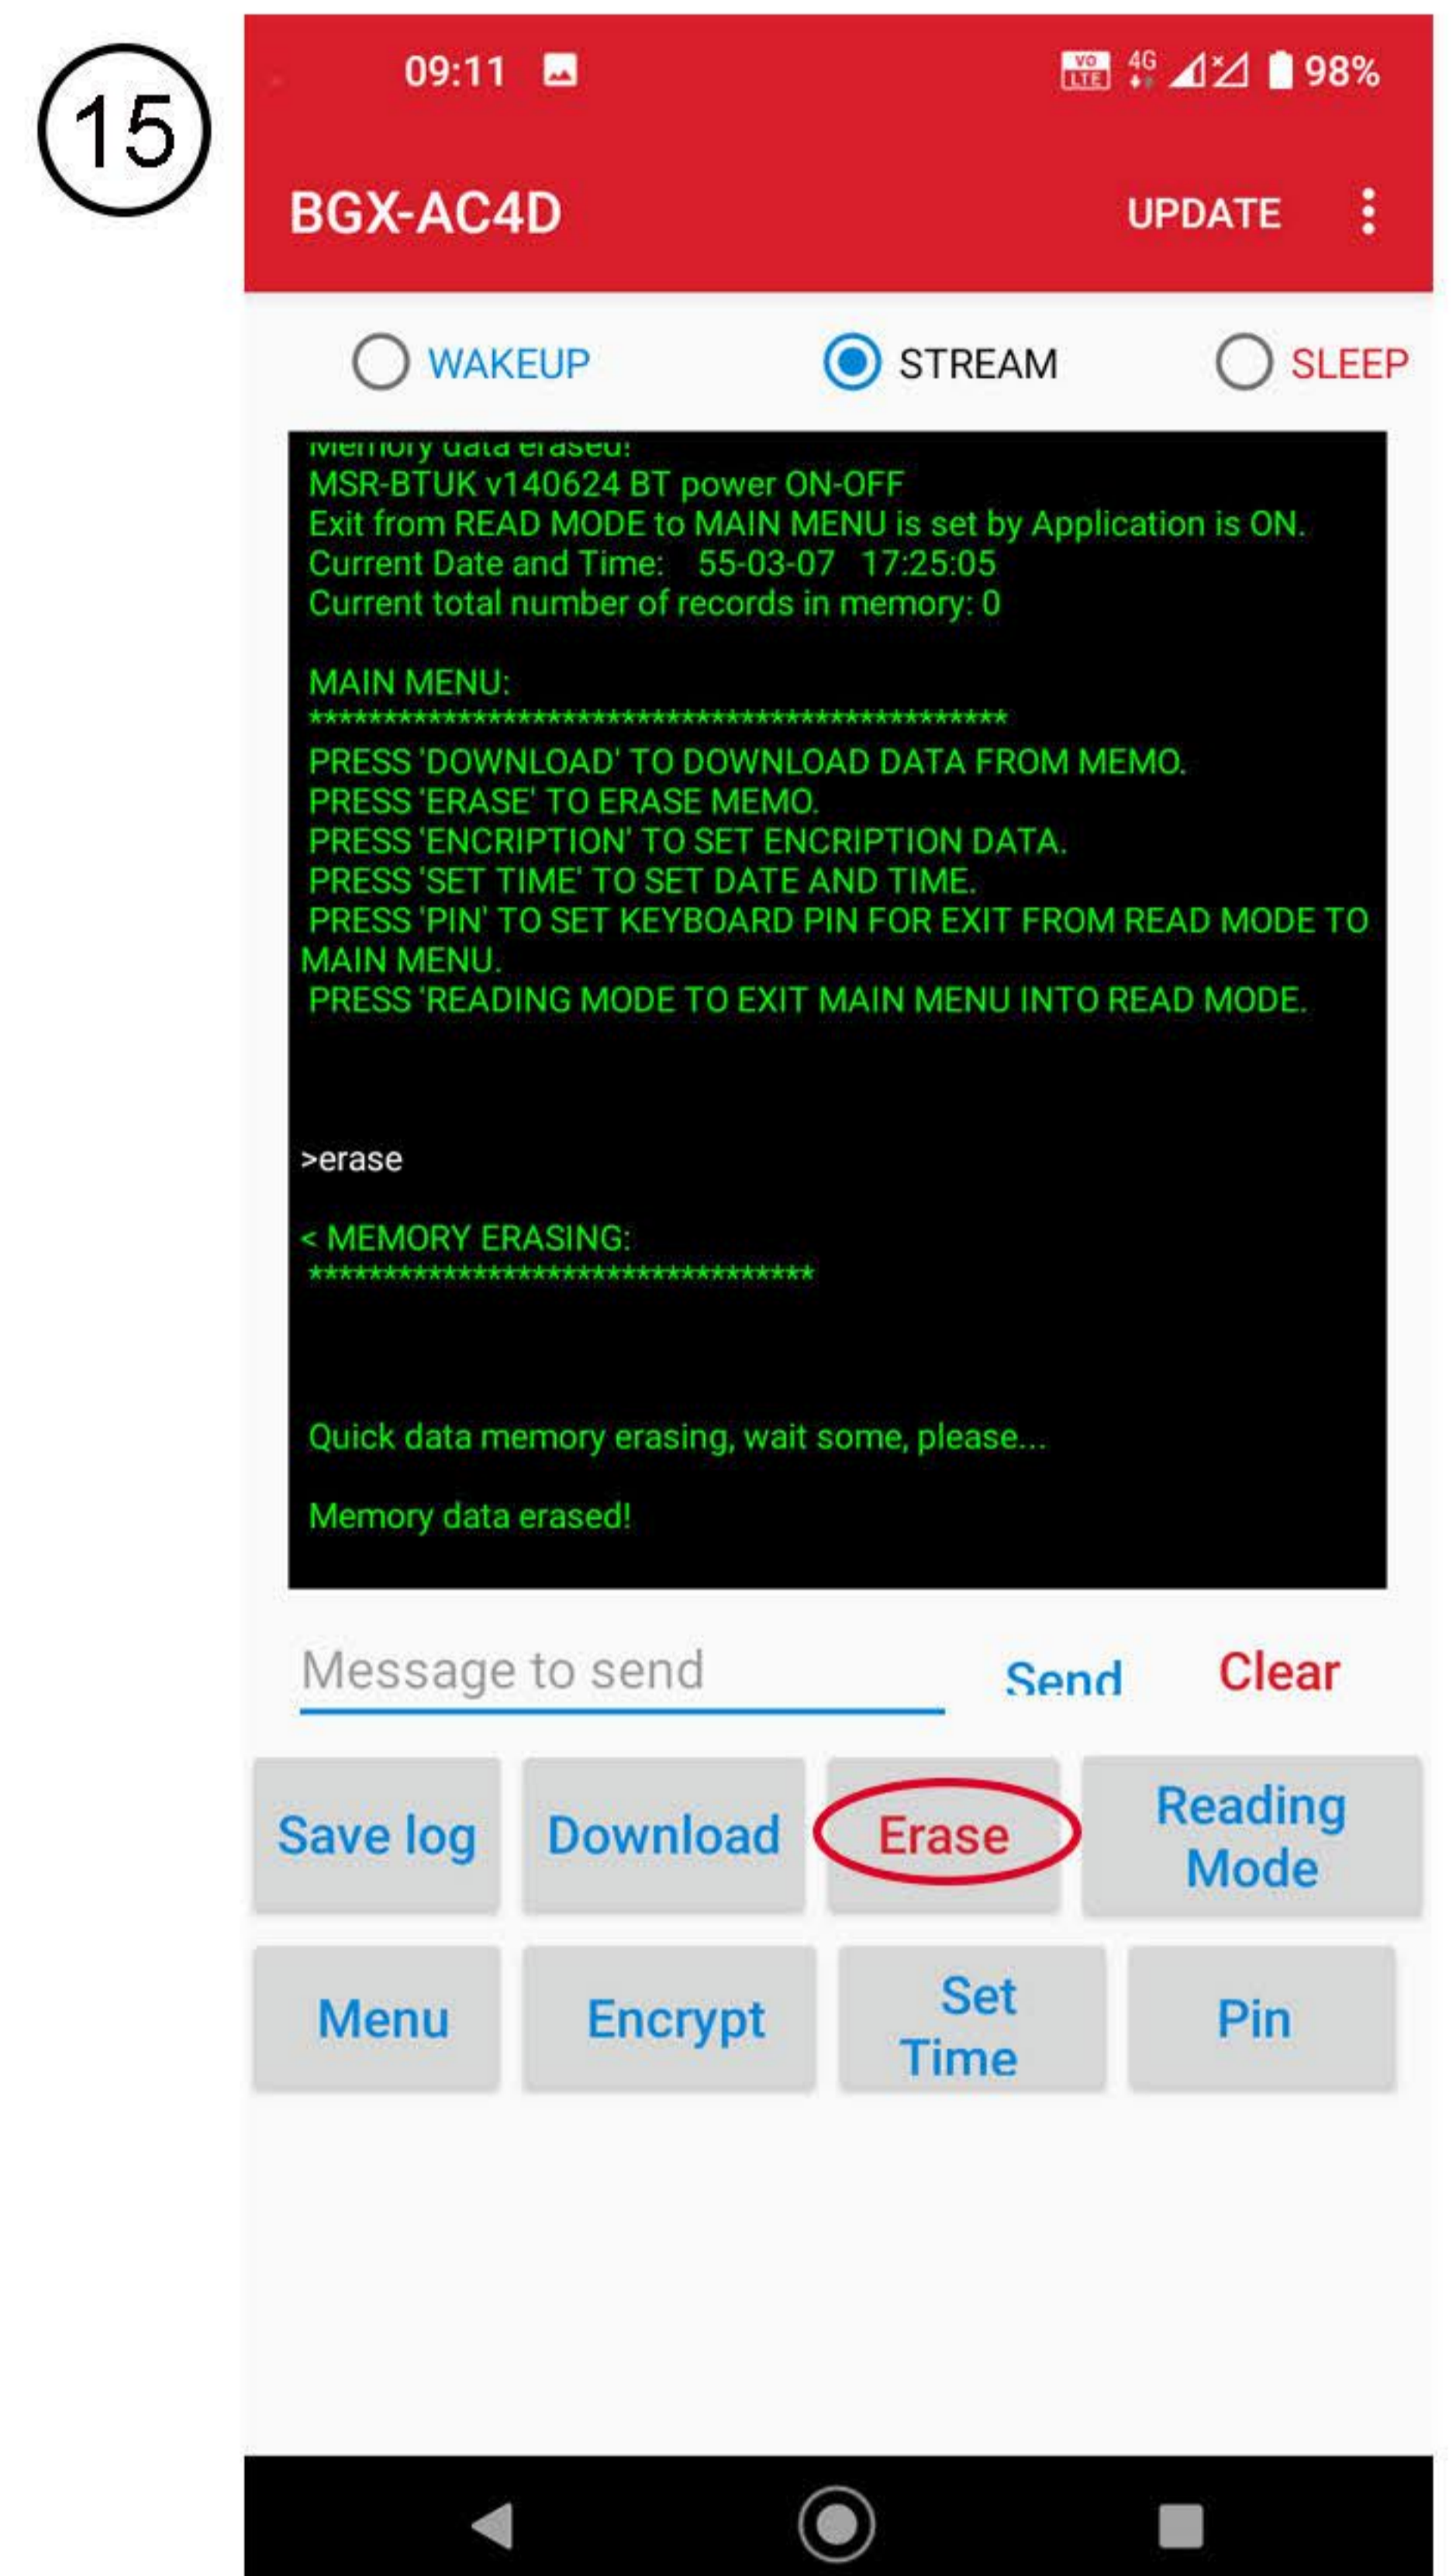 15
09:11
VO LTE 4G 98%
BGX-AC4D UPDATE
WAKEUP STREAM SLEEP
Memory data erased!
MSR-BTUK v140624 BT power ON-OFF
Exit from READ MODE to MAIN MENU is set by Application is ON.
Current Date and Time: 55-03-07 17:25:05
Current total number of records in memory: 0
MAIN MENU:
***********************************************
PRESS 'DOWNLOAD' TO DOWNLOAD DATA FROM MEMO.
PRESS 'ERASE' TO ERASE MEMO.
PRESS 'ENCRIPTION' TO SET ENCRIPTION DATA.
PRESS 'SET TIME' TO SET DATE AND TIME.
PRESS 'PIN' TO SET KEYBOARD PIN FOR EXIT FROM READ MODE TO
MAIN MENU.
PRESS 'READING MODE TO EXIT MAIN MENU INTO READ MODE.
>erase
< MEMORY ERASING:
**********************************
Quick data memory erasing, wait some, please...
Memory data erased!
Message to send Send Clear
Save log Download Erase Reading
Mode
Menu Encrypt Set
Time Pin